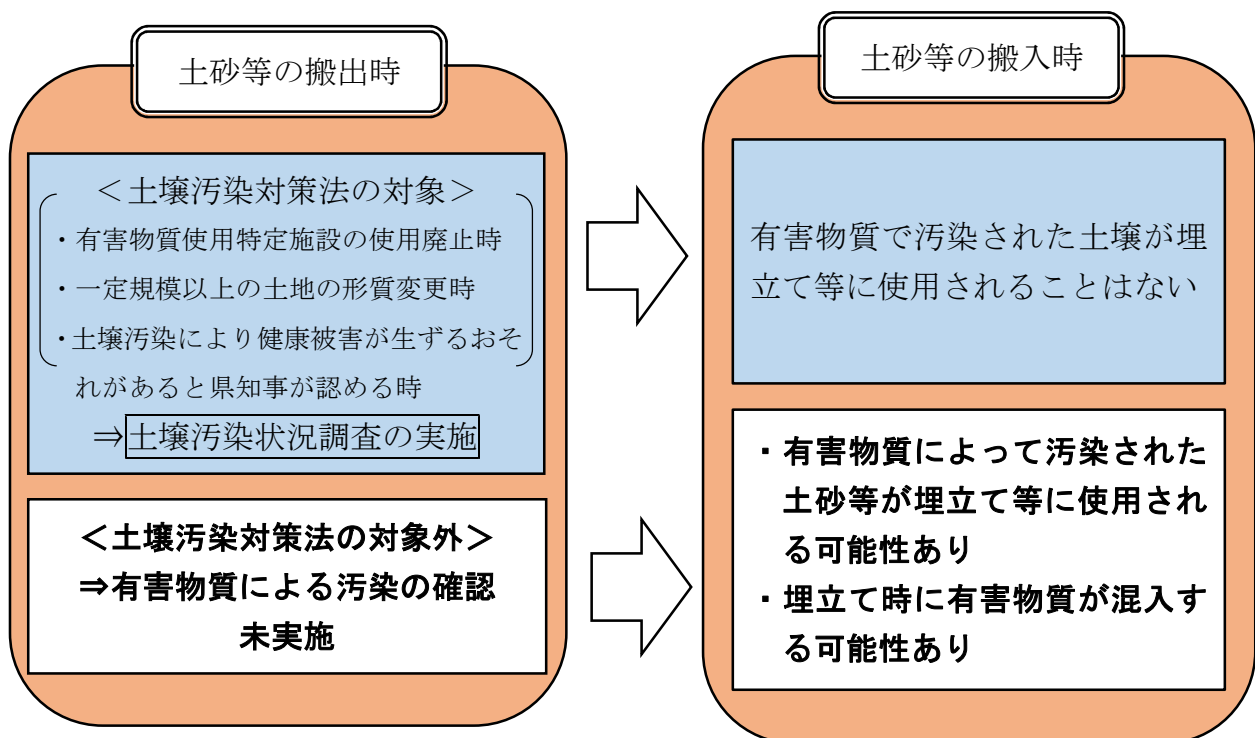 土砂等の搬出時
＜土壌汚染対策法の対象＞
・有害物質使用特定施設の使用廃止時
・一定規模以上の土地の形質変更時
・土壌汚染により健康被害が生ずるおそ
れがあると県知事が認める時
⇒土壌汚染状況調査の実施
＜土壌汚染対策法の対象外＞
⇒有害物質による汚染の確認
未実施
土砂等の搬入時
有害物質で汚染された土壌が埋
立て等に使用されることはない
・有害物質によって汚染された
土砂等が埋立て等に使用され
る可能性あり
・埋立て時に有害物質が混入す
る可能性あり